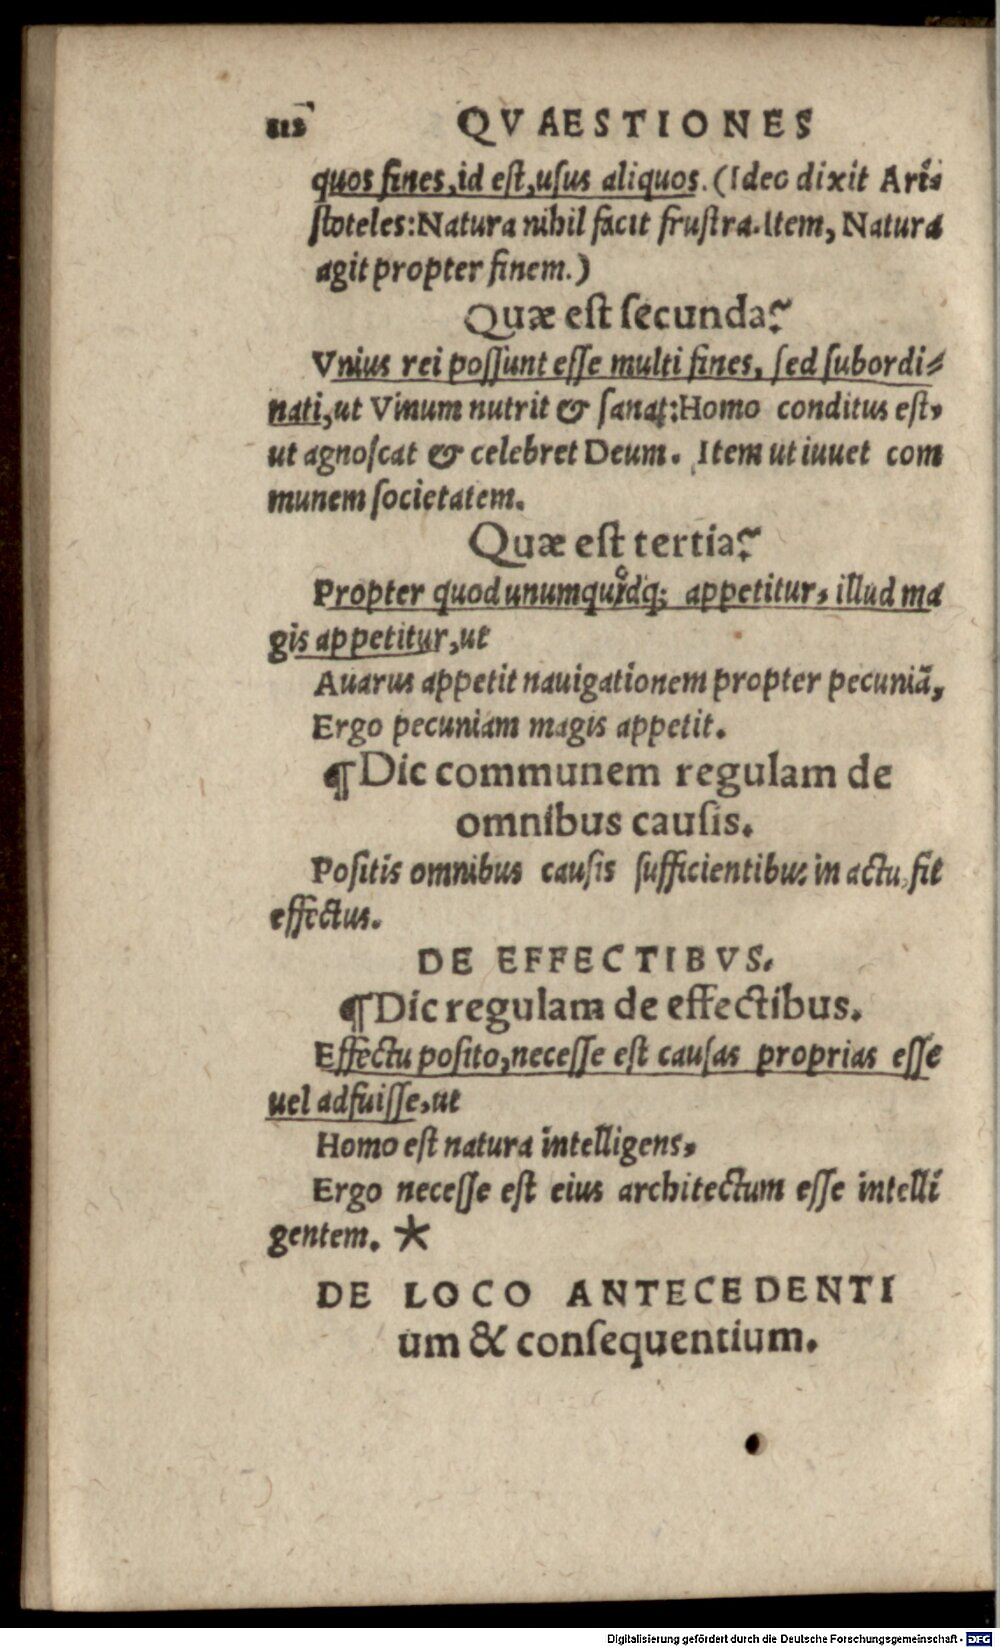 212 QVAESTIONES
quos fines, id est, uſus aliquos. (Ideo dixit Ari⸗
ſtoteles: Natura nihil facit fruſtra. Item, Natura
agit propter finem.)
Quæ eſt ſecunda?
Vnius rei poſſunt eſſe multi fines, ſed ſubordi⸗
nati, ut Vinum nutrit & ſanat: Homo conditus eſt,
ut agnoſcat & celebret Deum. Item ut iuuet com
munem ſocietatem.
Quæ eſt tertia?
Propter quod unumquidq; appetitur, illud ma
gis appetitur, ut
Auarus appetit nauigationem propter pecuniã,
Ergo pecuniam magis appetit.
¶ Dic communem regulam de
omnibus cauſis.
Poſitis omnibus cauſis ſufficientibus in actu, fit
effectus.
DE EFFECTIBVS.
¶ Dic regulam de effectibus.
Effectu poſito, neceſſe eſt cauſas proprias eſſe
uel adfuiſſe, ut
Homo eſt natura intelligens,
Ergo neceſſe eſt eius architectum eſſe intelli
gentem. *
DE LOCO ANTECEDENTI
um & conſequentium.
Digitalisierung gefördert durch die Deutsche Forschungsgemeinschaft - DFG